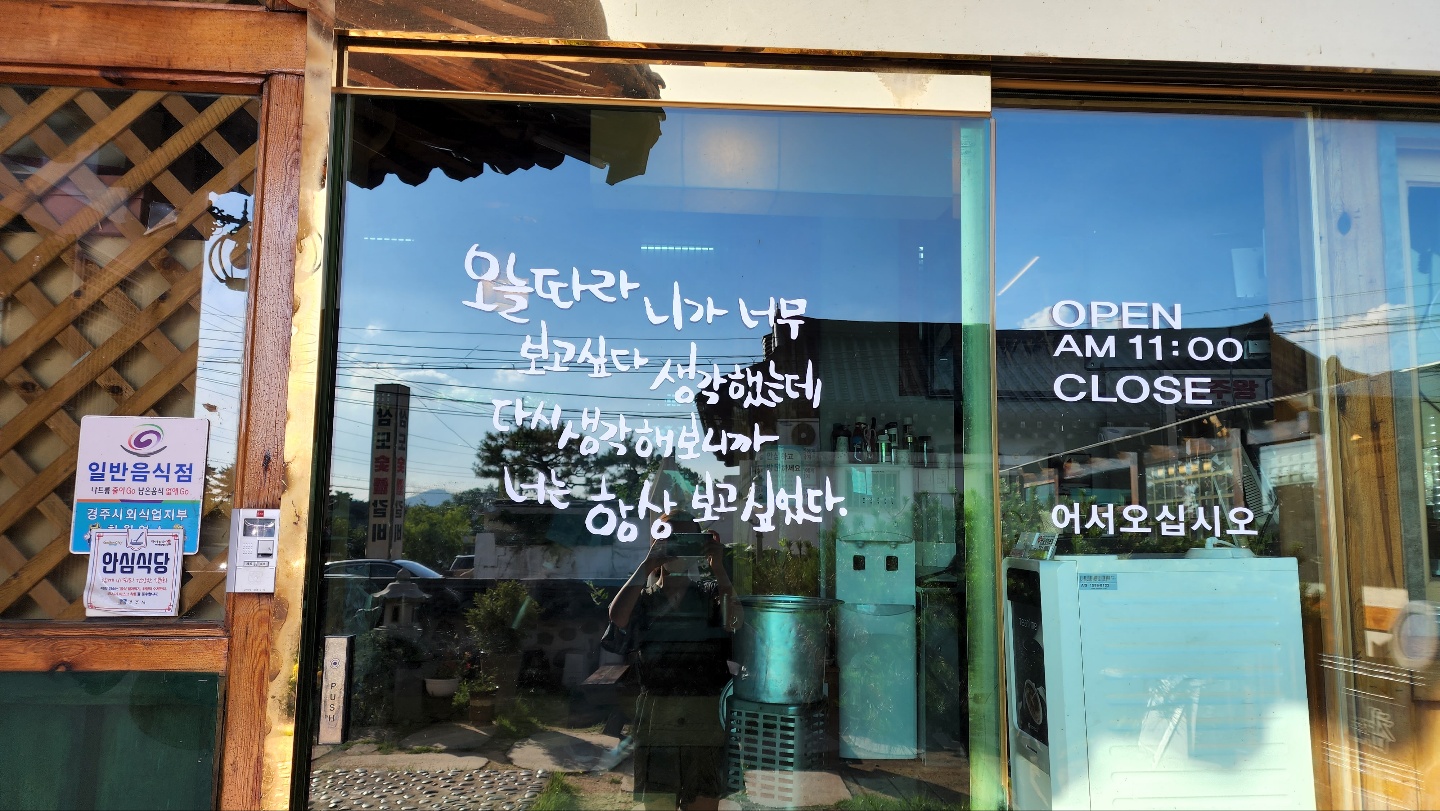 오늘따라 니가 너무
보고싶다 생각했는데
다시 생각해보니까
너는 항상 보고 싶었다.
OPEN
AM 11:00
CLOSE
어서오십시오
일반음식점
경주시외식업지부
안심식당
PUSH